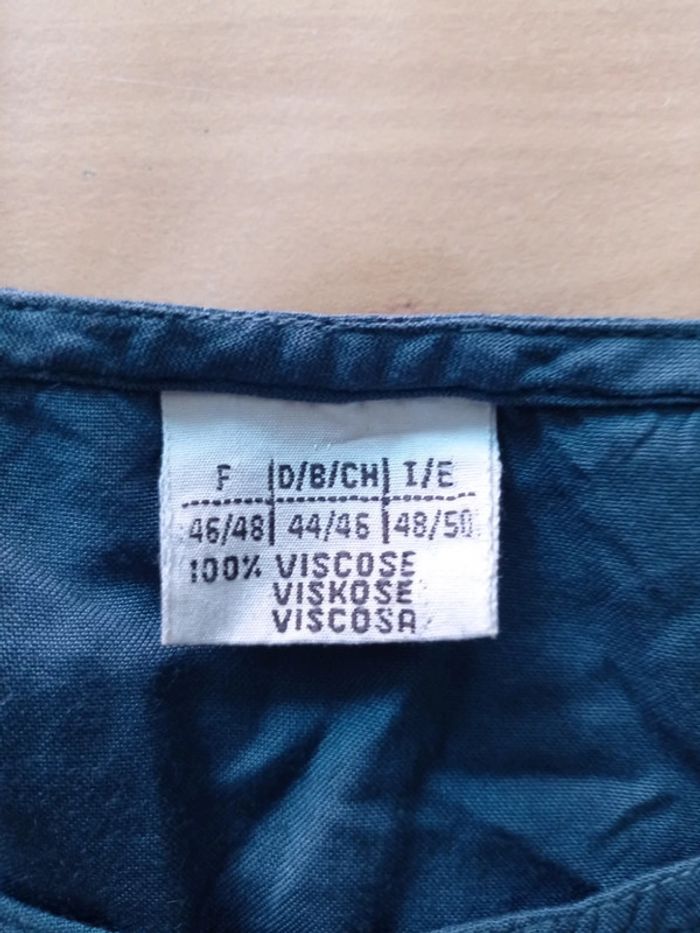 F |D/B/CH| I/E
46/48| 44/46 |48/50
100% VISCOSE
VISKOSE
VISCOSA